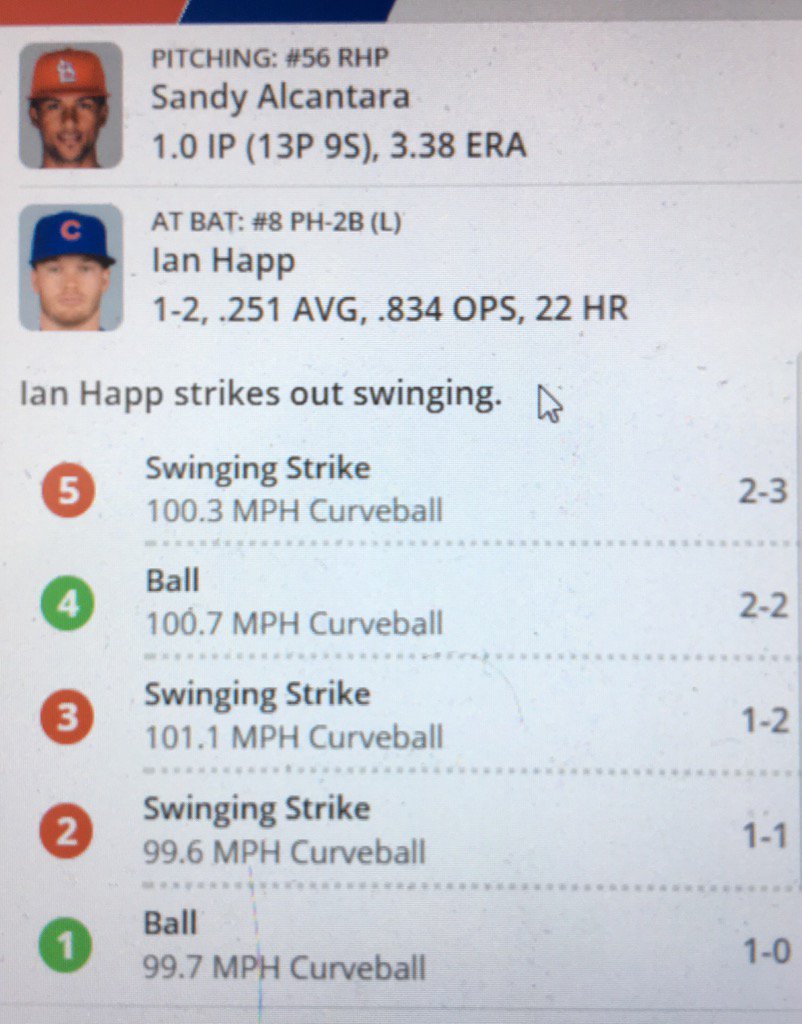 PITCHING: #56 RHP
Sandy Alcantara
1.0 IP (13P 9S), 3.38 ERA
AT BAT: #8 PH-2B (L)
Ian Happ
1-2, .251 AVG, .834 OPS, 22 HR
Ian Happ strikes out swinging.
5 Swinging Strike
100.3 MPH Curveball 2-3
4 Ball
100.7 MPH Curveball 2-2
3 Swinging Strike
101.1 MPH Curveball 1-2
2 Swinging Strike
99.6 MPH Curveball 1-1
1 Ball
99.7 MPH Curveball 1-0